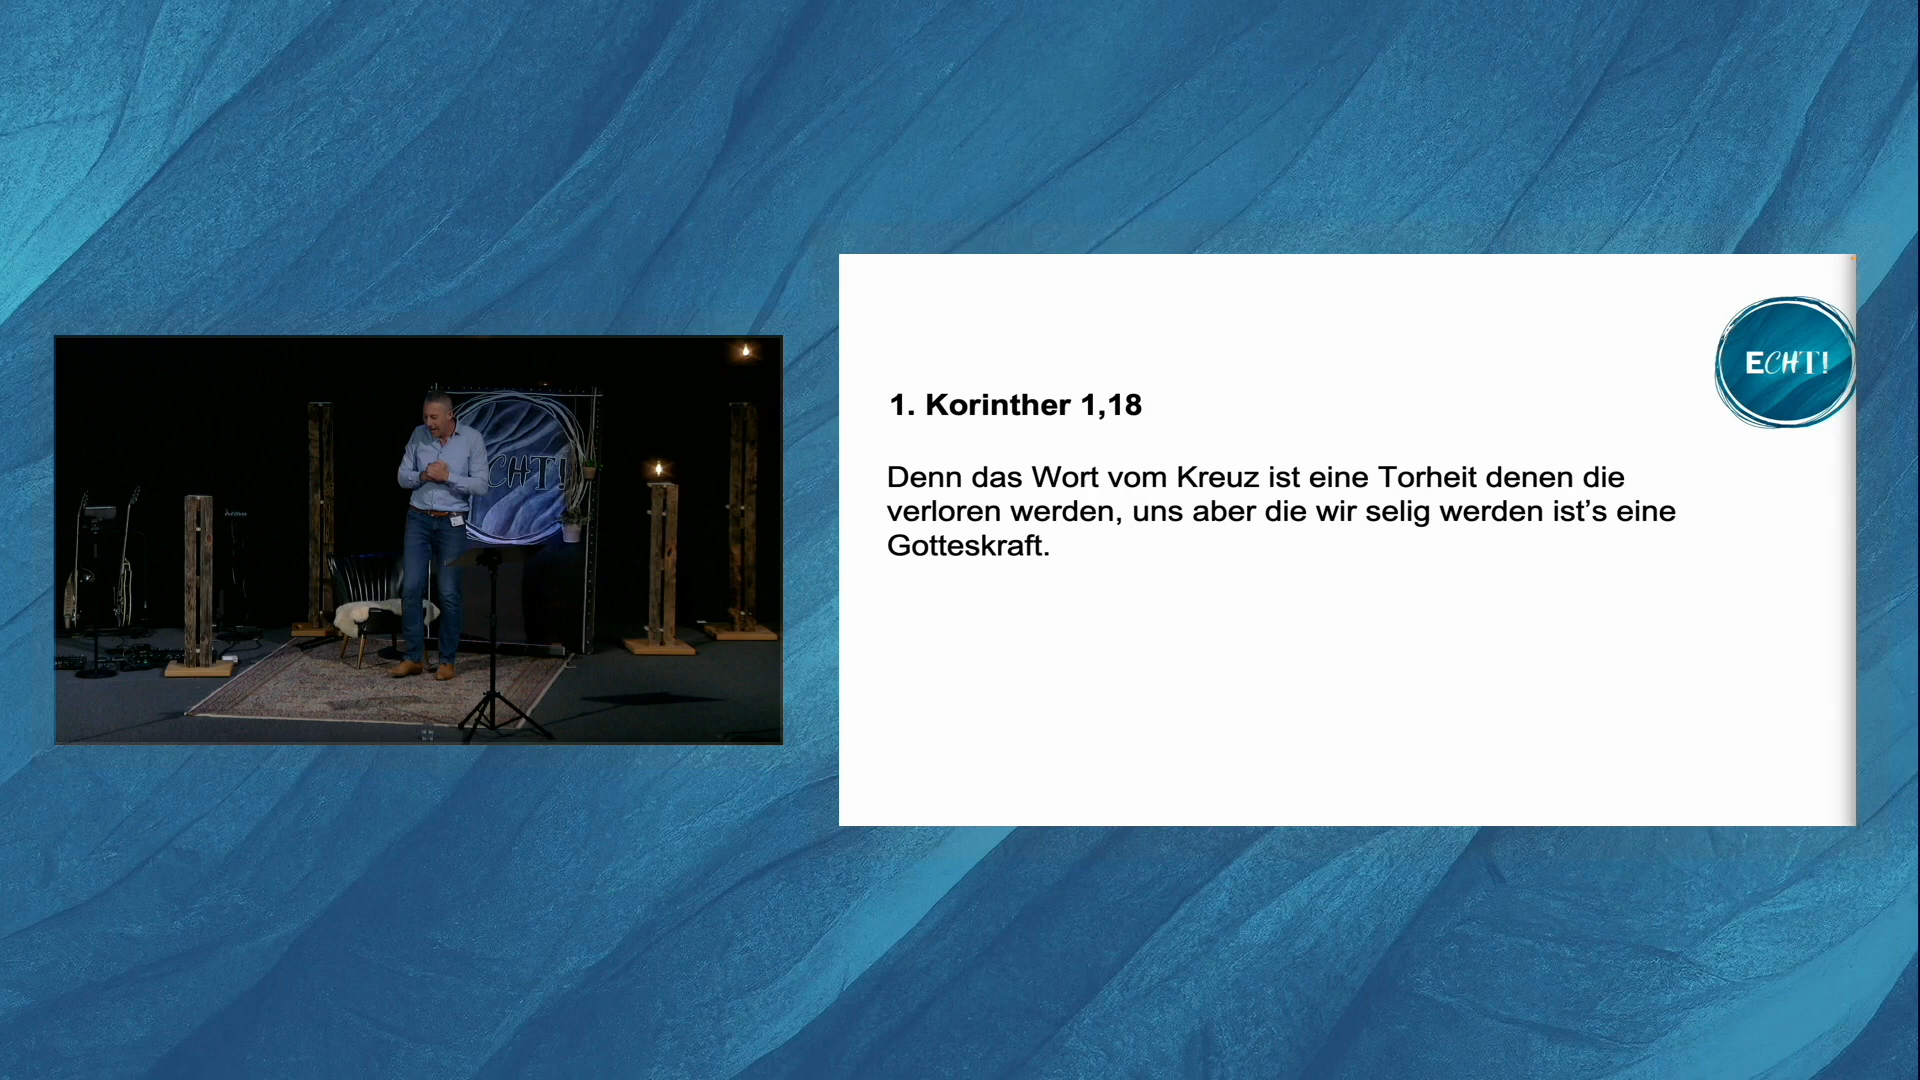 CHT!
ECHT!
1. Korinther 1,18
Denn das Wort vom Kreuz ist eine Torheit denen die
verloren werden, uns aber die wir selig werden ist’s eine
Gotteskraft.